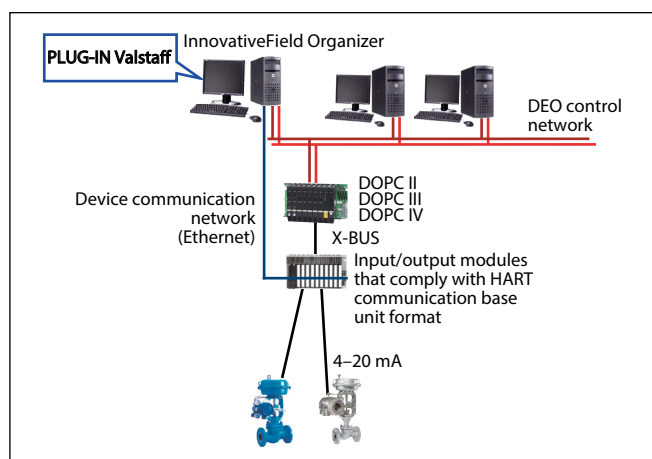 InnovativeField Organizer
PLUG-IN Valstaff
DEO control
network
DOPC II
DOPC III
DOPC IV
Device communication
network
(Ethernet)
X-BUS
Input/output modules
that comply with HART
communication base
unit format
4–20 mA